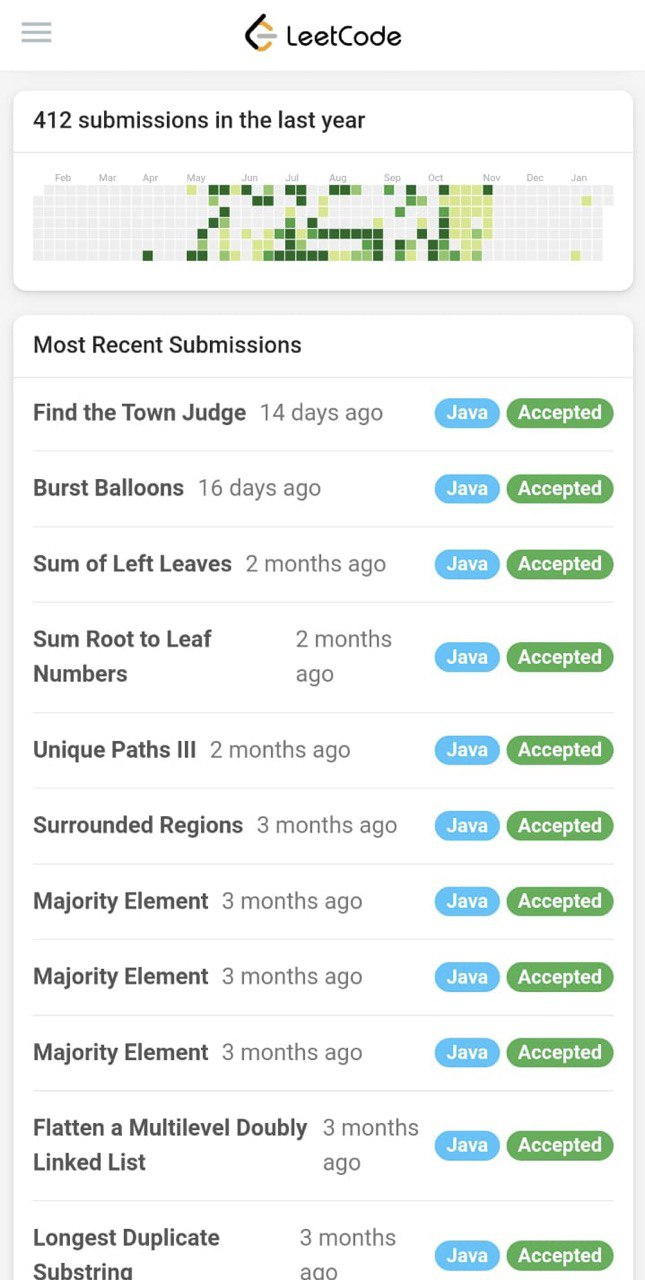 LeetCode
412 submissions in the last year
Feb Mar Apr May Jun Jul Aug Sep Oct Nov Dec Jan
Most Recent Submissions
Find the Town Judge 14 days ago Java Accepted
Burst Balloons 16 days ago Java Accepted
Sum of Left Leaves 2 months ago Java Accepted
Sum Root to Leaf 2 months
Numbers ago Java Accepted
Unique Paths III 2 months ago Java Accepted
Surrounded Regions 3 months ago Java Accepted
Majority Element 3 months ago Java Accepted
Majority Element 3 months ago Java Accepted
Majority Element 3 months ago Java Accepted
Flatten a Multilevel Doubly 3 months
Linked List ago Java Accepted
Longest Duplicate 3 months
Substring ago Java Accepted